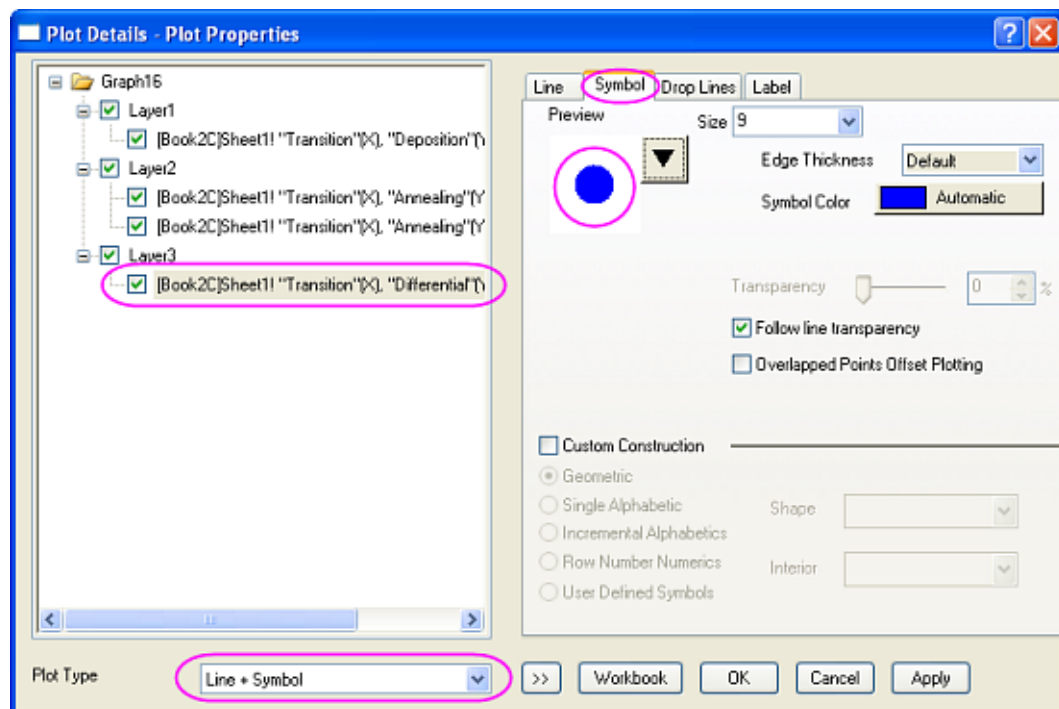 Plot Details - Plot Properties
Graph16
Layer1
[Book2C]Sheet1! "Transition"(X), "Deposition"(Y
Layer2
[Book2C]Sheet1! "Transition"(X), "Annealing"(Y
[Book2C]Sheet1! "Transition"(X), "Annealing"(Y
Layer3
[Book2C]Sheet1! "Transition"(X), "Differential"(Y
Line Symbol Drop Lines Label
Preview
Size 9
Edge Thickness Default
Symbol Color Automatic
Transparency 0 %
Follow line transparency
Overlapped Points Offset Plotting
Custom Construction
Geometric
Single Alphabetic
Shape
Incremental Alphabetics
Row Number Numerics
Interior
User Defined Symbols
Plot Type Line + Symbol >> Workbook OK Cancel Apply